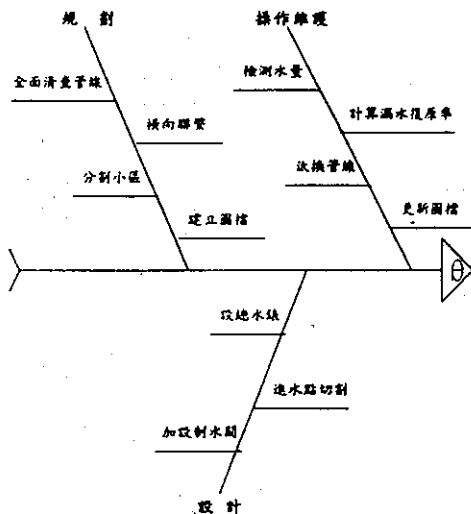 規劃
操作維護
檢測水量
全面清查管線
計算漏水復原率
橫向聯繫
分割小區
汰換管線
更新圖檔
建立圖檔
設總水錶
進水點切割
加設制水閥
設計